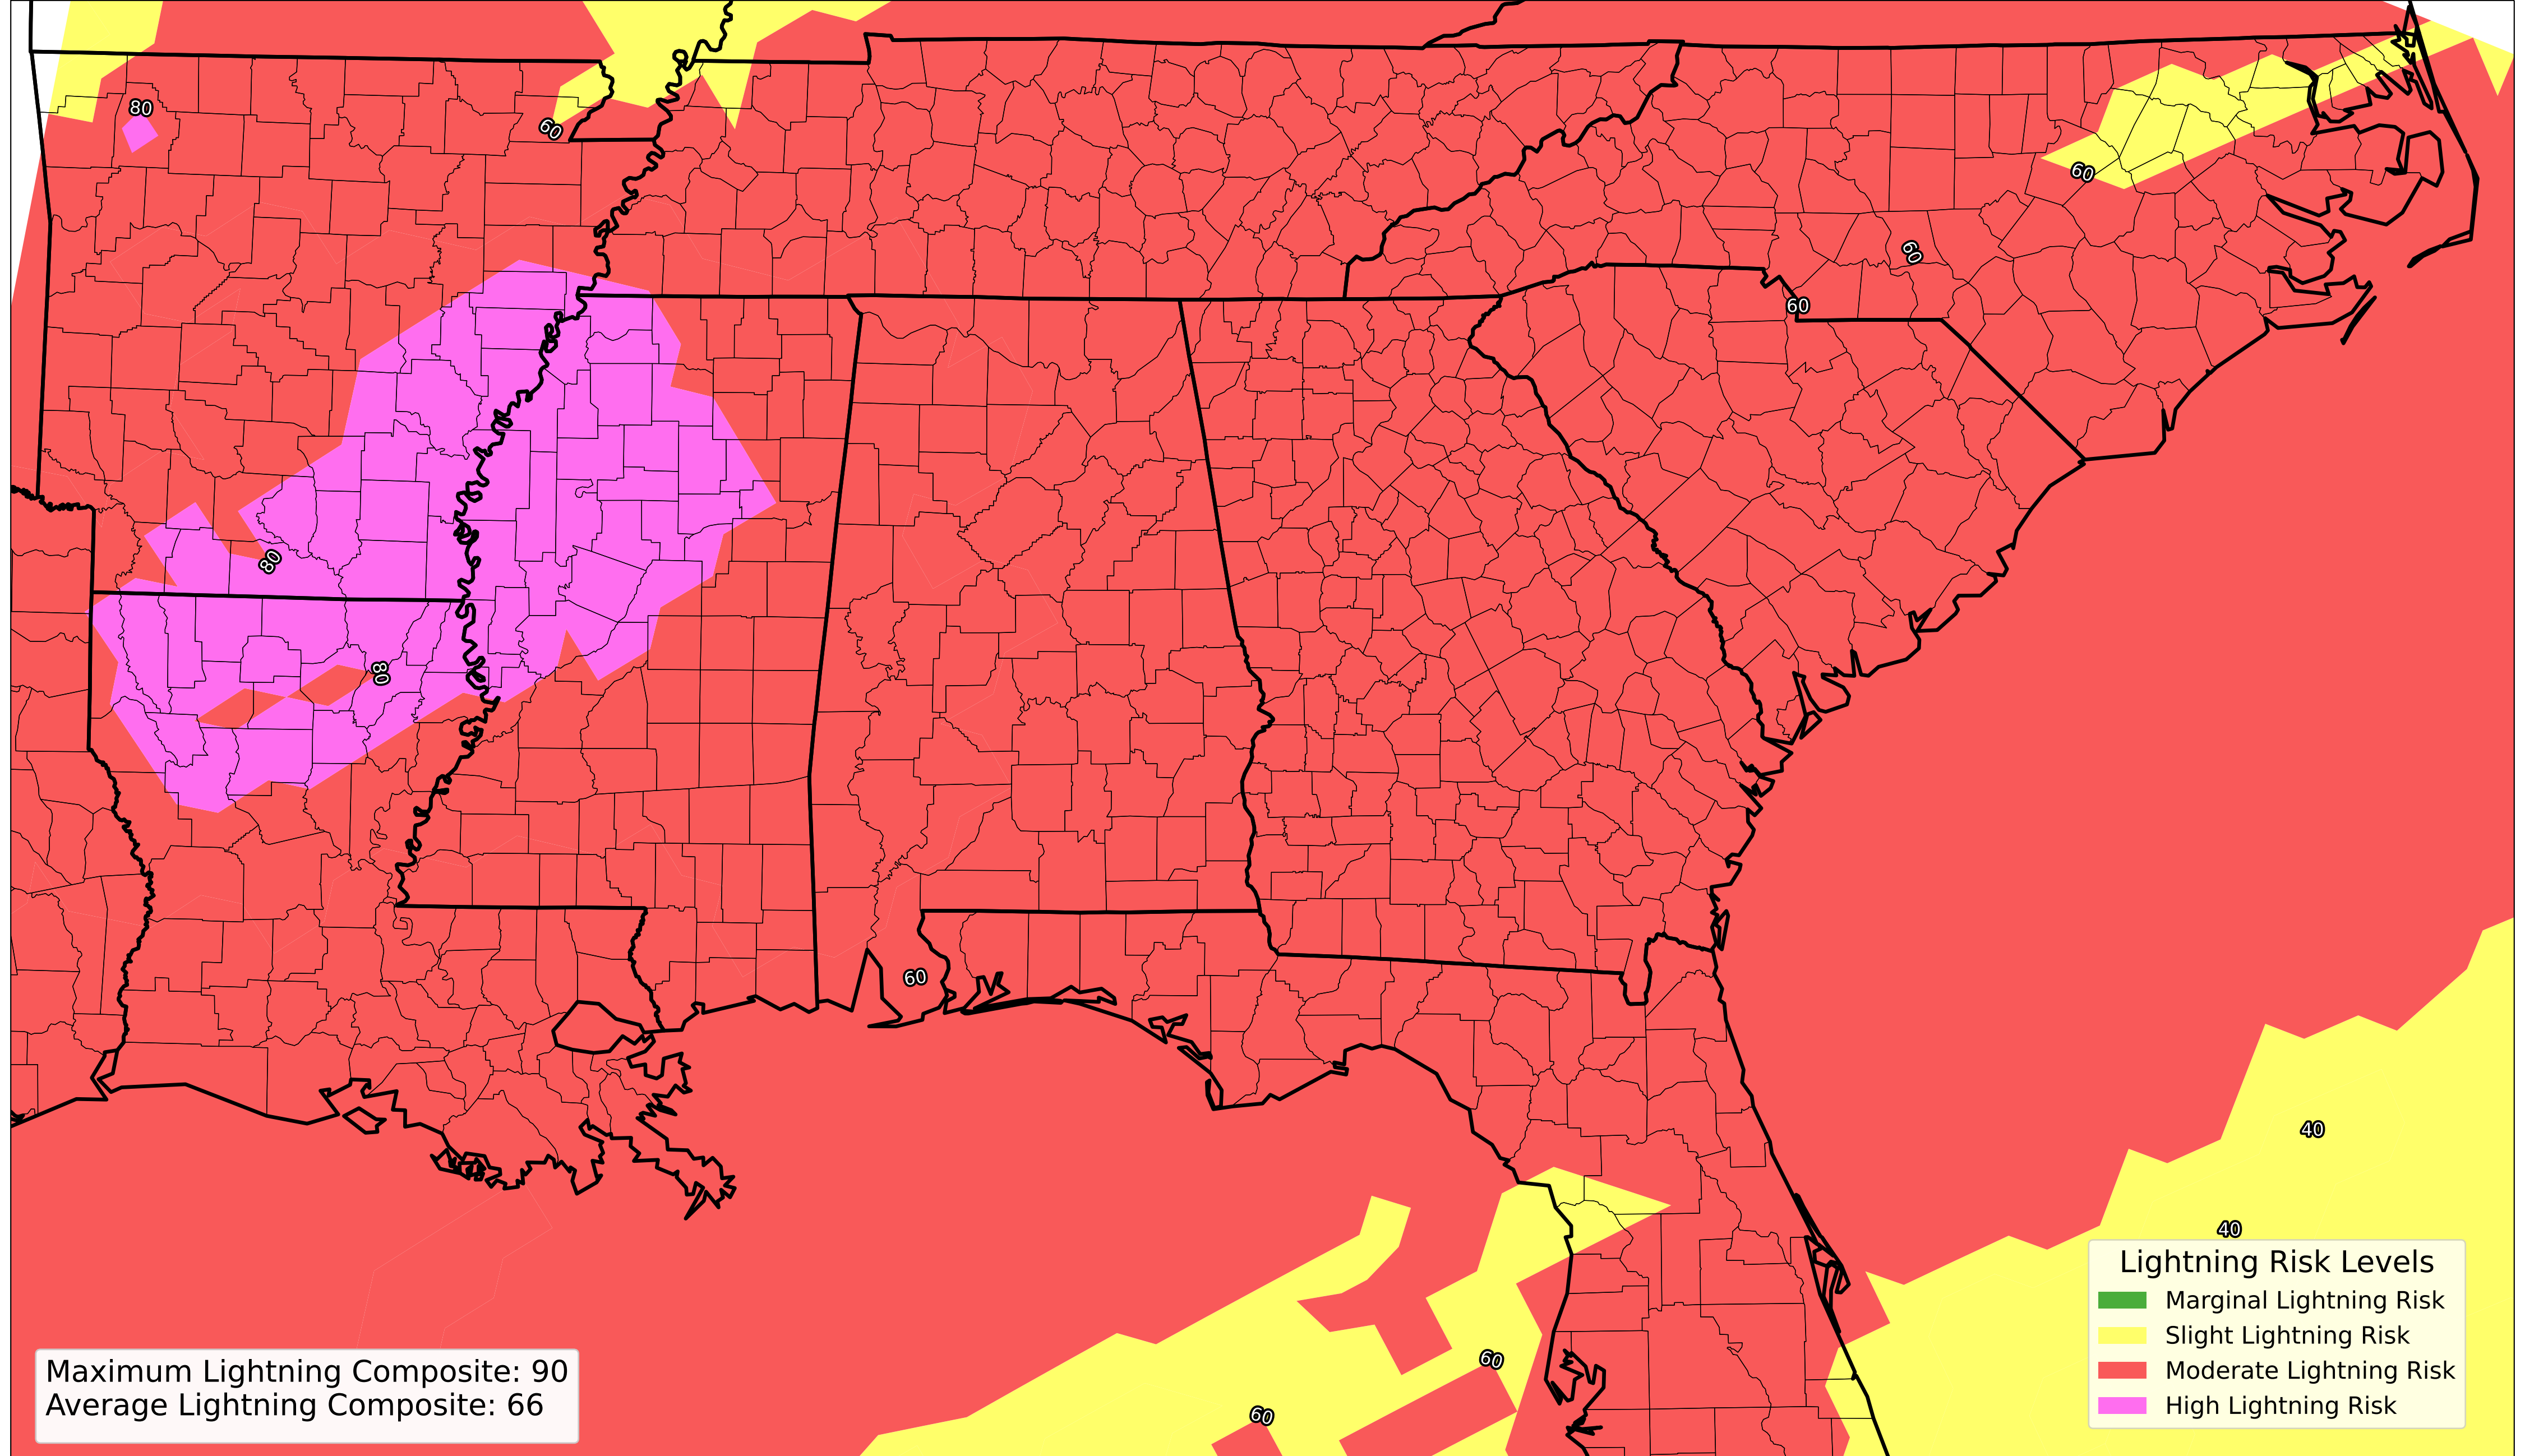 80
60
60
60
60
80
80
60
40
40
60
60
Lightning Risk Levels
Marginal Lightning Risk
Slight Lightning Risk
Moderate Lightning Risk
High Lightning Risk
Maximum Lightning Composite: 90
Average Lightning Composite: 66